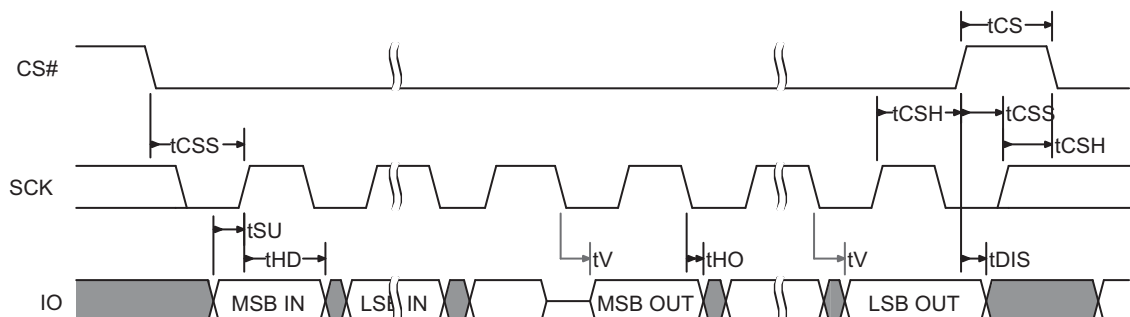 tCS
CS#
tCSH tCSS
tCSS tCSH
SCK
tSU
tHD tV tHO tV tDIS
IO MSB IN LSB IN MSB OUT LSB OUT